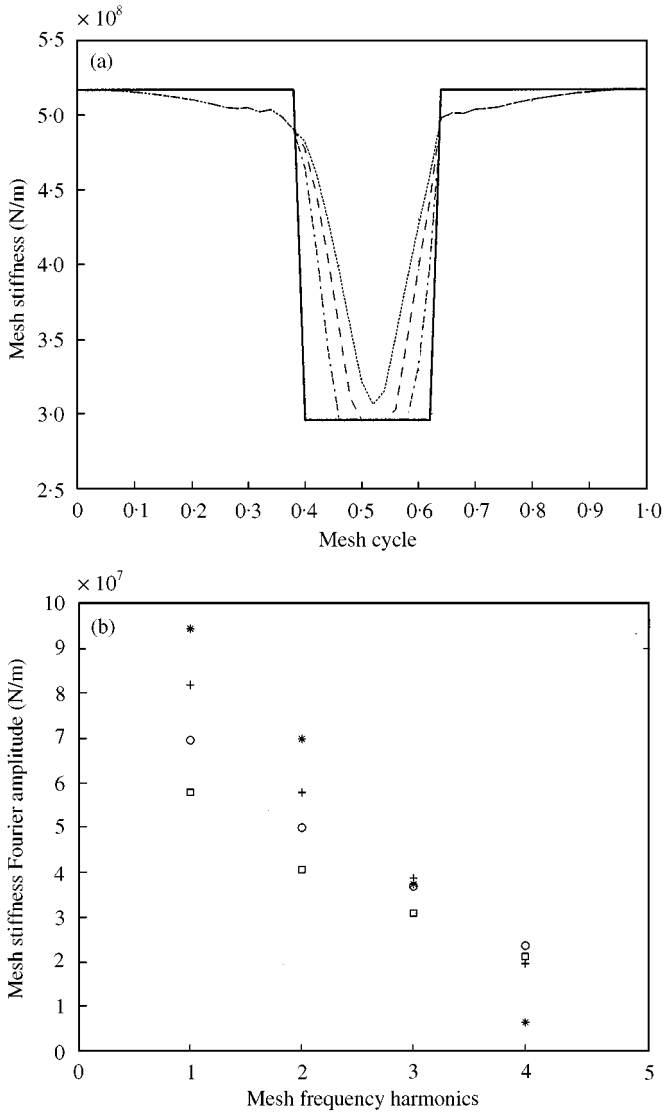 × 10⁸
5·5
(a)
5·0
4·5
4·0
3·5
3·0
2·5
Mesh stiffness (N/m)
0 0·1 0·2 0·3 0·4 0·5 0·6 0·7 0·8 0·9 1·0
Mesh cycle
× 10⁷
10
(b)
9
8
7
6
5
4
3
2
1
0
Mesh stiffness Fourier amplitude (N/m)
0 1 2 3 4 5
Mesh frequency harmonics